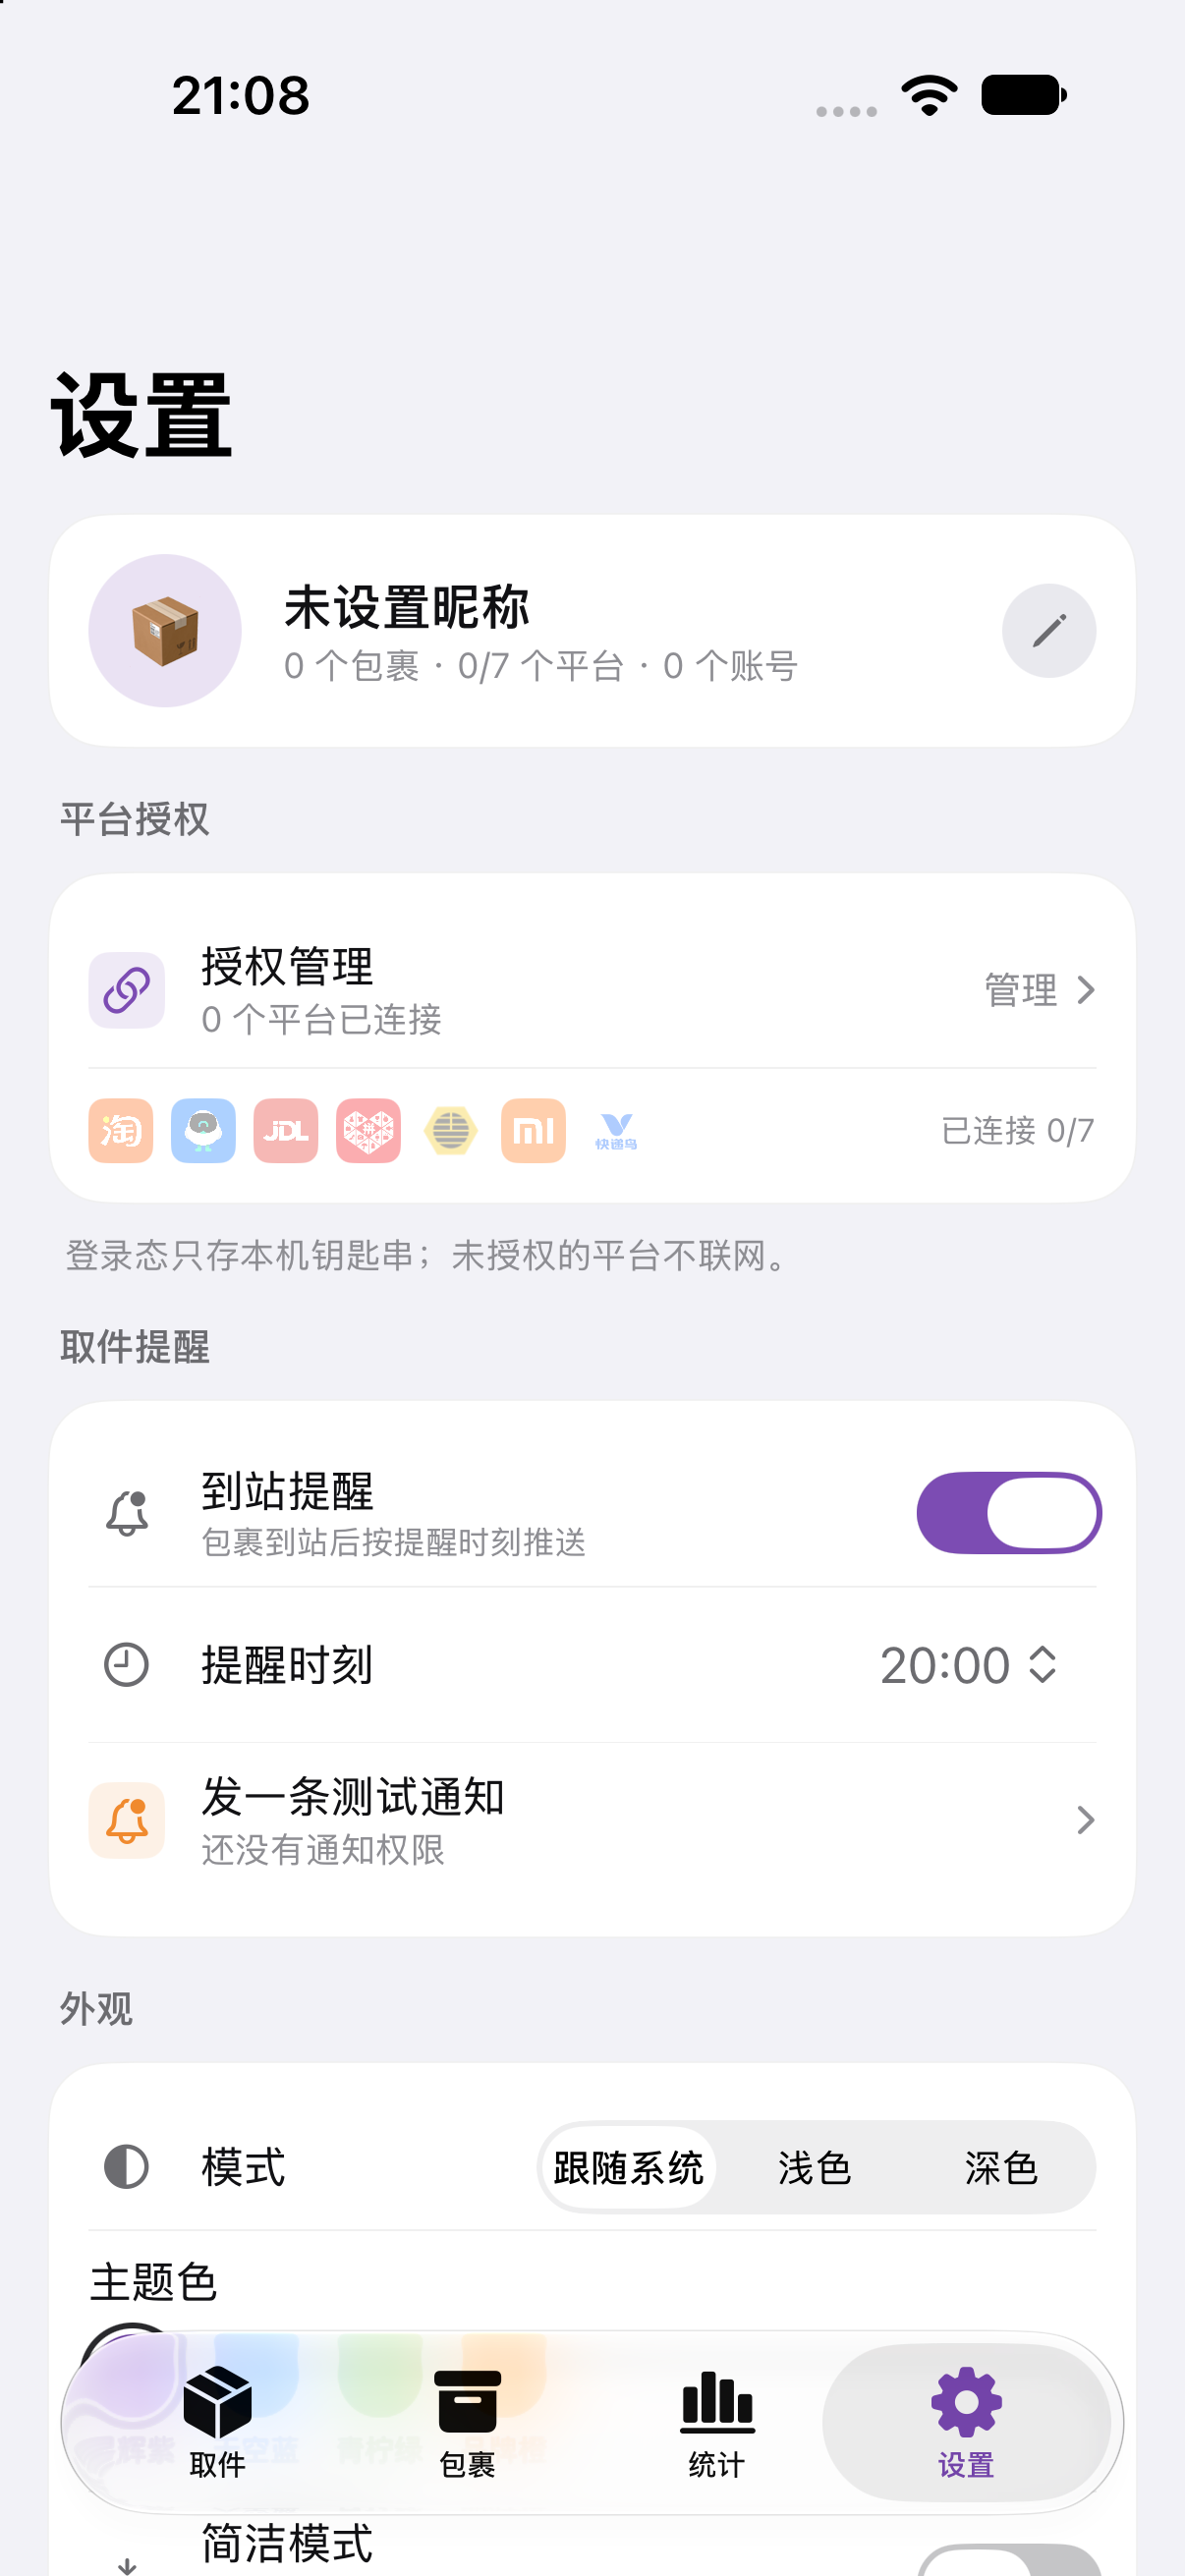 21:08
设置
未设置昵称
0 个包裹 · 0/7 个平台 · 0 个账号
平台授权
授权管理
0 个平台已连接
管理
淘
JDL
拼
mi
快递鸟
已连接 0/7
登录态只存本机钥匙串；未授权的平台不联网。
取件提醒
到站提醒
包裹到站后按提醒时刻推送
提醒时刻
20:00
发一条测试通知
还没有通知权限
外观
模式
跟随系统
浅色
深色
主题色
青柠绿
取件
包裹
统计
设置
简洁模式